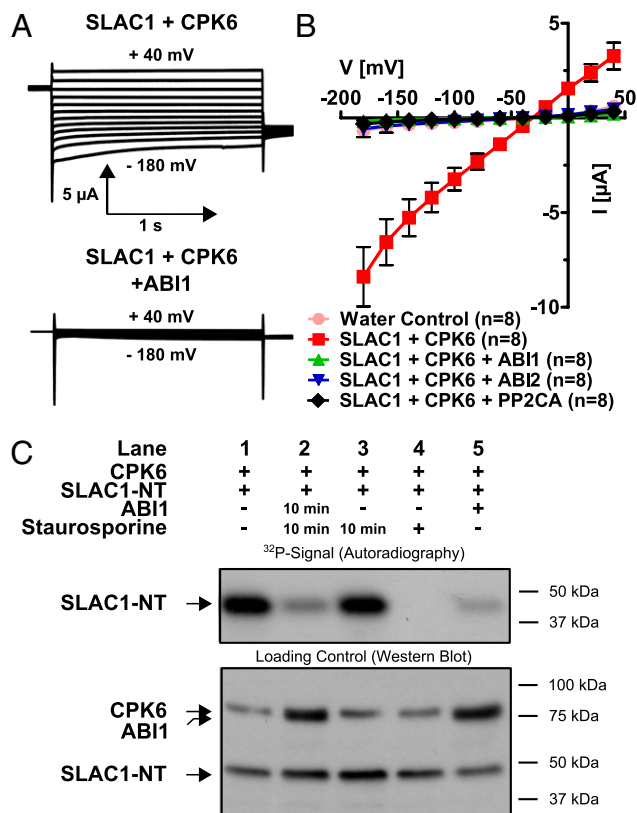 A
SLAC1 + CPK6
+ 40 mV
- 180 mV
5 µA
1 s
SLAC1 + CPK6
+ABI1
+ 40 mV
- 180 mV
B
V [mV]
I [µA]
-200 -150 -100 -50 50
5
-5
-10
Water Control (n=8)
SLAC1 + CPK6 (n=8)
SLAC1 + CPK6 + ABI1 (n=8)
SLAC1 + CPK6 + ABI2 (n=8)
SLAC1 + CPK6 + PP2CA (n=8)
C
Lane 1 2 3 4 5
CPK6 + + + + +
SLAC1-NT + + + + +
ABI1 - 10 min - - +
Staurosporine - 10 min 10 min + -
³²P-Signal (Autoradiography)
SLAC1-NT
50 kDa
37 kDa
Loading Control (Western Blot)
CPK6
ABI1
SLAC1-NT
100 kDa
75 kDa
50 kDa
37 kDa